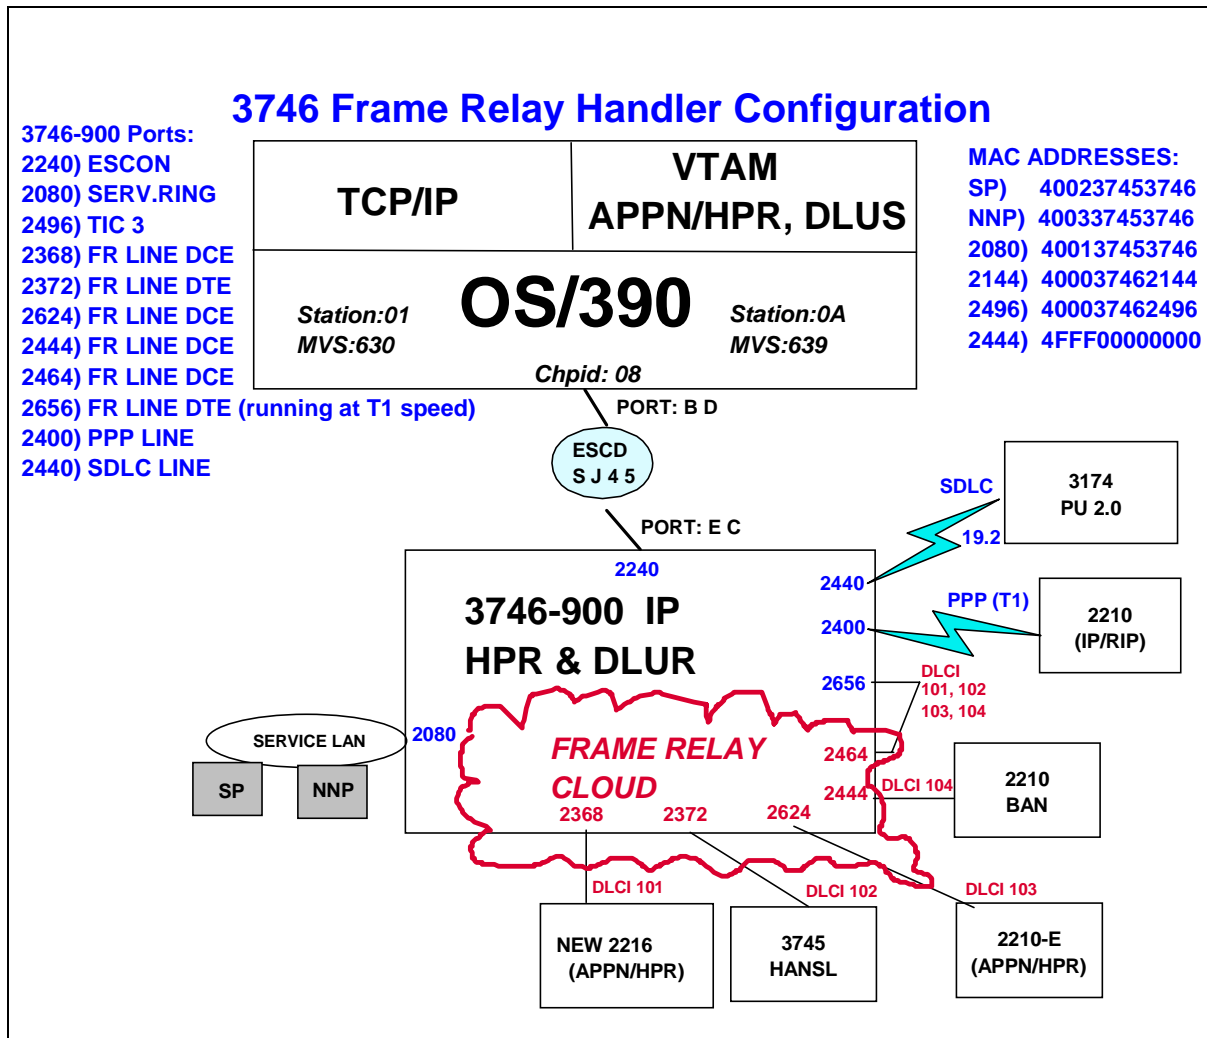 3746 Frame Relay Handler Configuration
3746-900 Ports:
2240) ESCON
2080) SERV.RING
2496) TIC 3
2368) FR LINE DCE
2372) FR LINE DTE
2624) FR LINE DCE
2444) FR LINE DCE
2464) FR LINE DCE
2656) FR LINE DTE (running at T1 speed)
2400) PPP LINE
2440) SDLC LINE
TCP/IP
VTAM
APPN/HPR, DLUS
OS/390
Station:01
MVS:630
Station:0A
MVS:639
Chpid: 08
MAC ADDRESSES:
SP) 400237453746
NNP) 400337453746
2080) 400137453746
2144) 400037462144
2496) 400037462496
2444) 4FFF00000000
PORT: B D
ESCD
S J 4 5
PORT: E C
SDLC
19.2
3174
PU 2.0
2240
2440
3746-900 IP
HPR & DLUR
2400
PPP (T1)
2210
(IP/RIP)
2656
DLCI
101, 102
103, 104
2080
SERVICE LAN
SP
NNP
FRAME RELAY
CLOUD
2464
2444
DLCI 104
2210
BAN
2368
2372
2624
DLCI 101
DLCI 102
DLCI 103
NEW 2216
(APPN/HPR)
3745
HANSL
2210-E
(APPN/HPR)